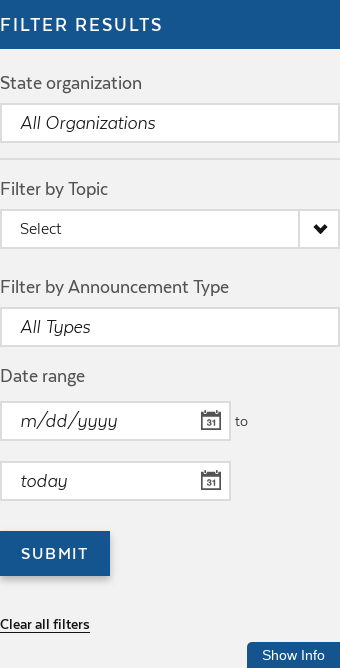 FILTER RESULTS
State organization
All Organizations
Filter by Topic
Select
Filter by Announcement Type
All Types
Date range
m/dd/yyyy 31 to
today 31
SUBMIT
Clear all filters
Show Info